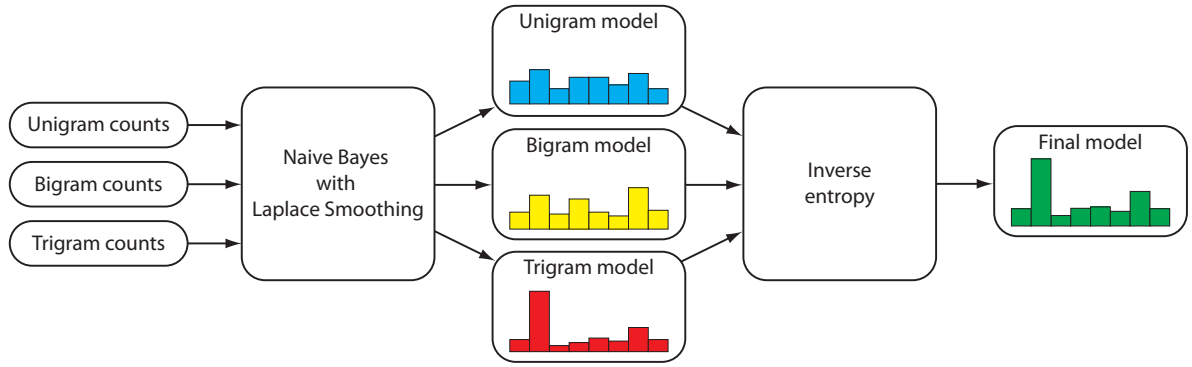 Unigram counts
Bigram counts
Trigram counts
Naive Bayes
with
Laplace Smoothing
Unigram model
Bigram model
Trigram model
Inverse
entropy
Final model